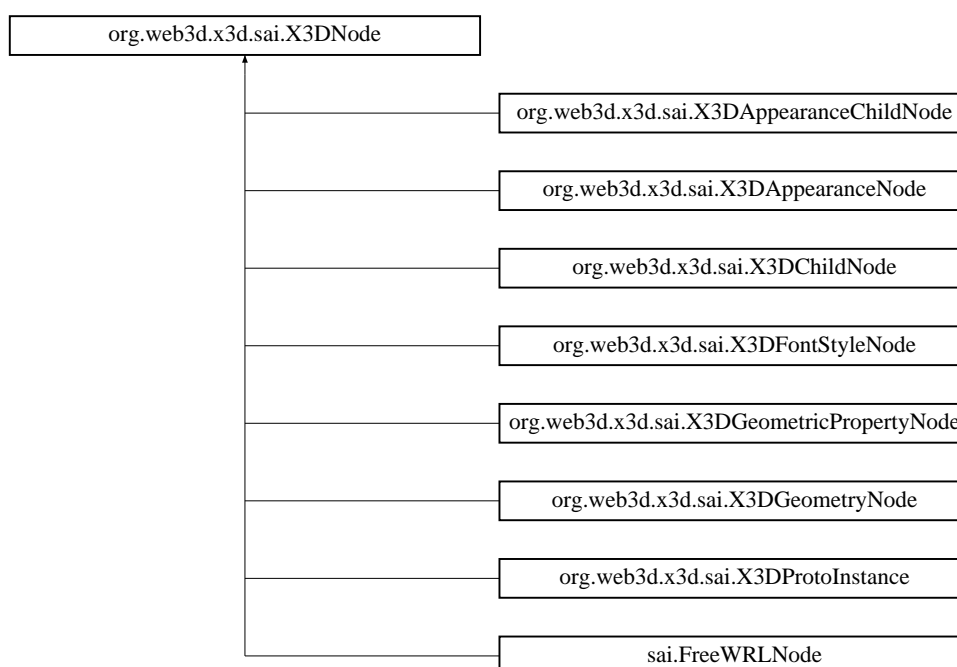 org.web3d.x3d.sai.X3DNode
org.web3d.x3d.sai.X3DAppearanceChildNode
org.web3d.x3d.sai.X3DAppearanceNode
org.web3d.x3d.sai.X3DChildNode
org.web3d.x3d.sai.X3DFontStyleNode
org.web3d.x3d.sai.X3DGeometricPropertyNode
org.web3d.x3d.sai.X3DGeometryNode
org.web3d.x3d.sai.X3DProtoInstance
sai.FreeWRLNode